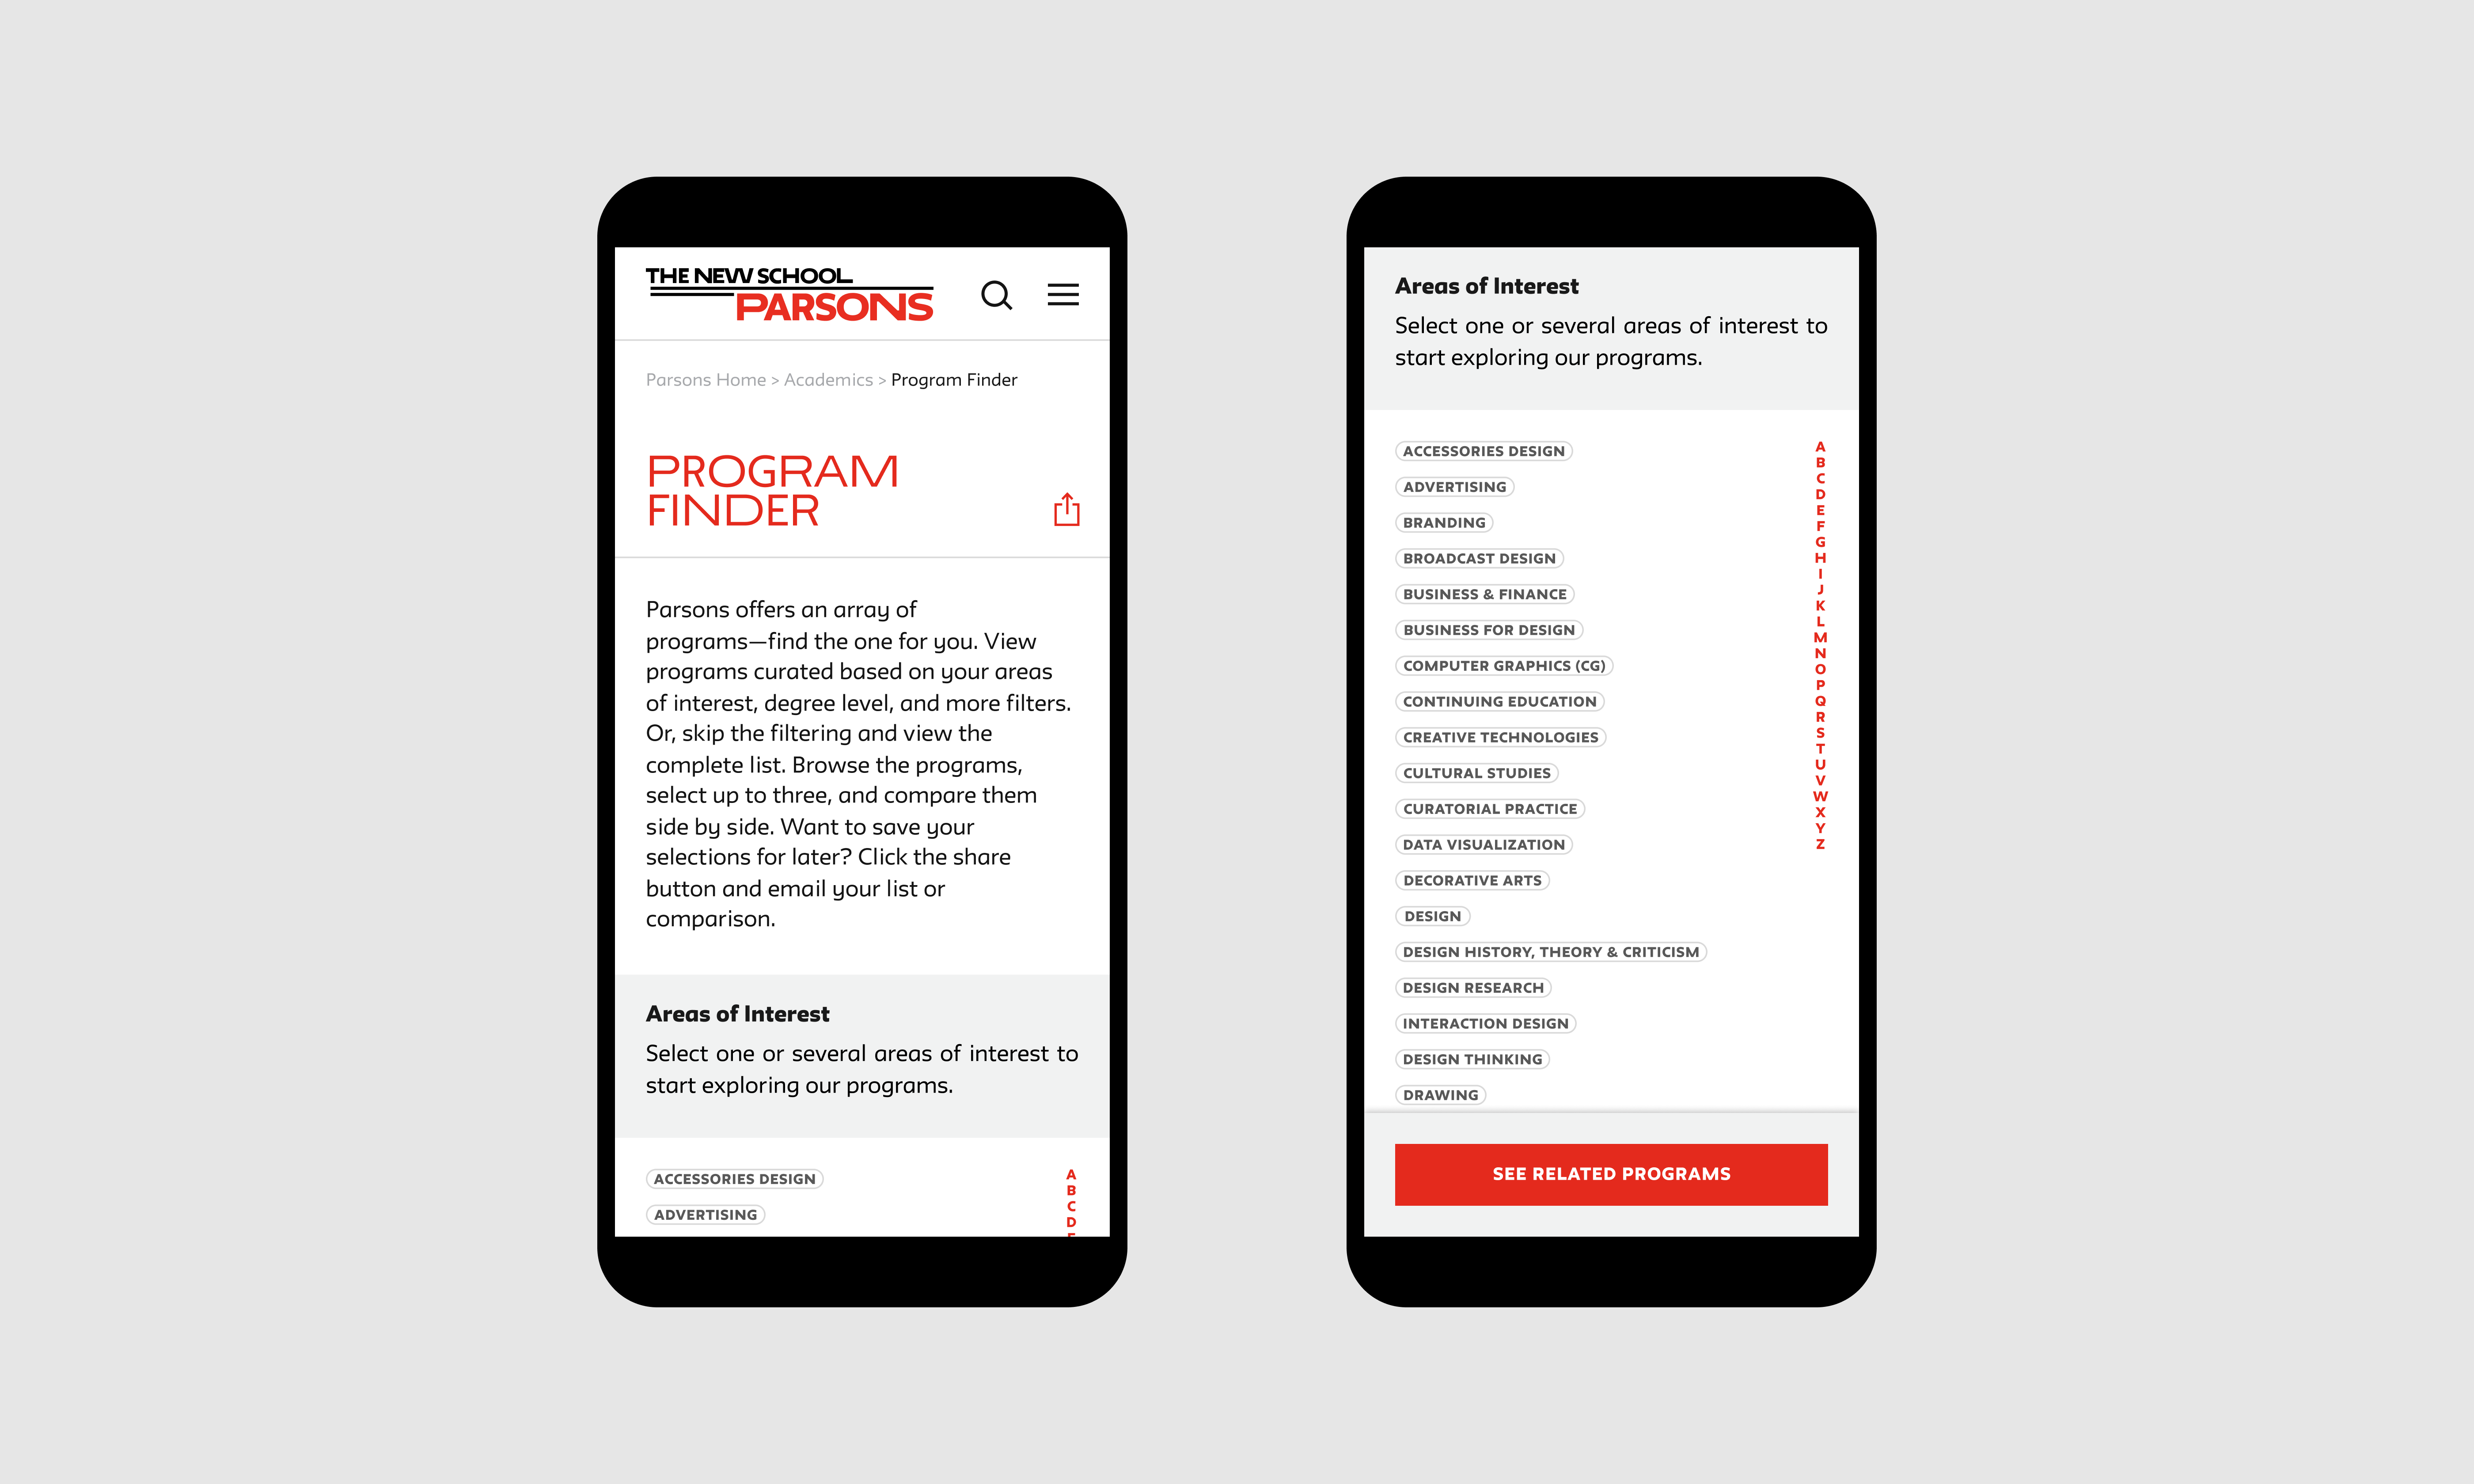 THE NEW SCHOOL
PARSONS
Parsons Home > Academics > Program Finder
PROGRAM
FINDER
Parsons offers an array of
programs—find the one for you. View
programs curated based on your areas
of interest, degree level, and more filters.
Or, skip the filtering and view the
complete list. Browse the programs,
select up to three, and compare them
side by side. Want to save your
selections for later? Click the share
button and email your list or
comparison.
Areas of Interest
Select one or several areas of interest to
start exploring our programs.
ACCESSORIES DESIGN
ADVERTISING
A
B
C
D
Areas of Interest
Select one or several areas of interest to
start exploring our programs.
ACCESSORIES DESIGN
ADVERTISING
BRANDING
BROADCAST DESIGN
BUSINESS & FINANCE
BUSINESS FOR DESIGN
COMPUTER GRAPHICS (CG)
CONTINUING EDUCATION
CREATIVE TECHNOLOGIES
CULTURAL STUDIES
CURATORIAL PRACTICE
DATA VISUALIZATION
DECORATIVE ARTS
DESIGN
DESIGN HISTORY, THEORY & CRITICISM
DESIGN RESEARCH
INTERACTION DESIGN
DESIGN THINKING
DRAWING
A
B
C
D
E
F
G
H
I
J
K
L
M
N
O
P
Q
R
S
T
U
V
W
X
Y
Z
SEE RELATED PROGRAMS